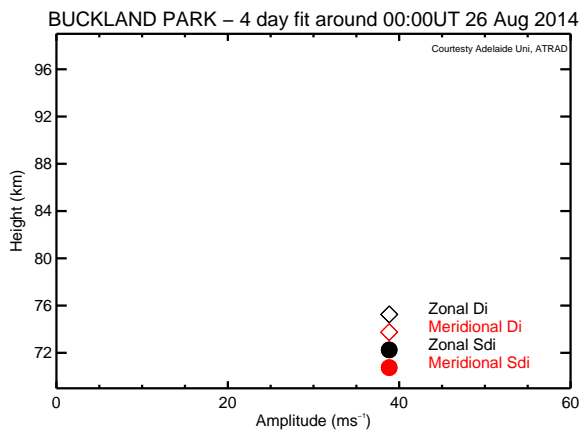 BUCKLAND PARK – 4 day fit around 00:00UT 26 Aug 2014
Courtesty Adelaide Uni, ATRAD
96
92
88
84
80
76
72
Height (km)
Zonal Di
Meridional Di
Zonal Sdi
Meridional Sdi
0 20 40 60
Amplitude (ms⁻¹)